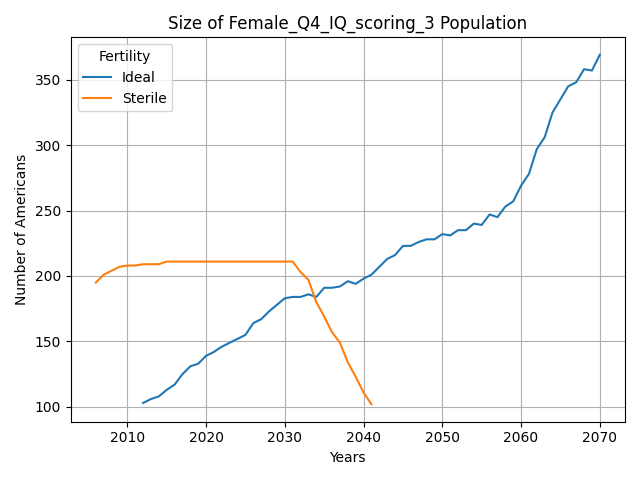 Size of Female_Q4_IQ_scoring_3 Population
Fertility
Ideal
Sterile
Number of Americans
350
300
250
200
150
100
2010 2020 2030 2040 2050 2060 2070
Years